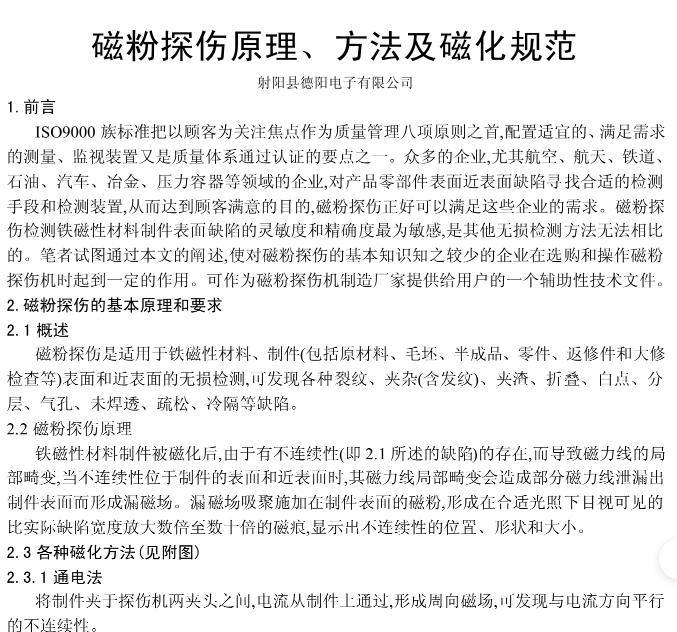 磁粉探伤原理、方法及磁化规范
射阳县德阳电子有限公司
1.前言
ISO9000 族标准把以顾客为关注焦点作为质量管理八项原则之首,配置适宜的、满足需求
的测量、监视装置又是质量体系通过认证的要点之一。众多的企业,尤其航空、航天、铁道、
石油、汽车、冶金、压力容器等领域的企业,对产品零部件表面近表面缺陷寻找合适的检测
手段和检测装置,从而达到顾客满意的目的,磁粉探伤正好可以满足这些企业的需求。磁粉探
伤检测铁磁性材料制件表面缺陷的灵敏度和精确度最为敏感,是其他无损检测方法无法相比
的。笔者试图通过本文的阐述,使对磁粉探伤的基本知识知之较少的企业在选购和操作磁粉
探伤机时起到一定的作用。可作为磁粉探伤机制造厂家提供给用户的一个辅助性技术文件。
2.磁粉探伤的基本原理和要求
2.1 概述
磁粉探伤是适用于铁磁性材料、制件(包括原材料、毛坯、半成品、零件、返修件和大修
检查等)表面和近表面的无损检测,可发现各种裂纹、夹杂(含发纹)、夹渣、折叠、白点、分
层、气孔、未焊透、疏松、冷隔等缺陷。
2.2 磁粉探伤原理
铁磁性材料制件被磁化后,由于有不连续性(即 2.1 所述的缺陷)的存在,而导致磁力线的局
部畸变,当不连续性位于制件的表面和近表面时,其磁力线局部畸变会造成部分磁力线泄漏出
制件表面而形成漏磁场。漏磁场吸聚施加在制件表面的磁粉,形成在合适光照下目视可见的
比实际缺陷宽度放大数倍至数十倍的磁痕,显示出不连续性的位置、形状和大小。
2.3 各种磁化方法(见附图)
2.3.1 通电法
将制件夹于探伤机两夹头之间,电流从制件上通过,形成周向磁场,可发现与电流方向平行
的不连续性。